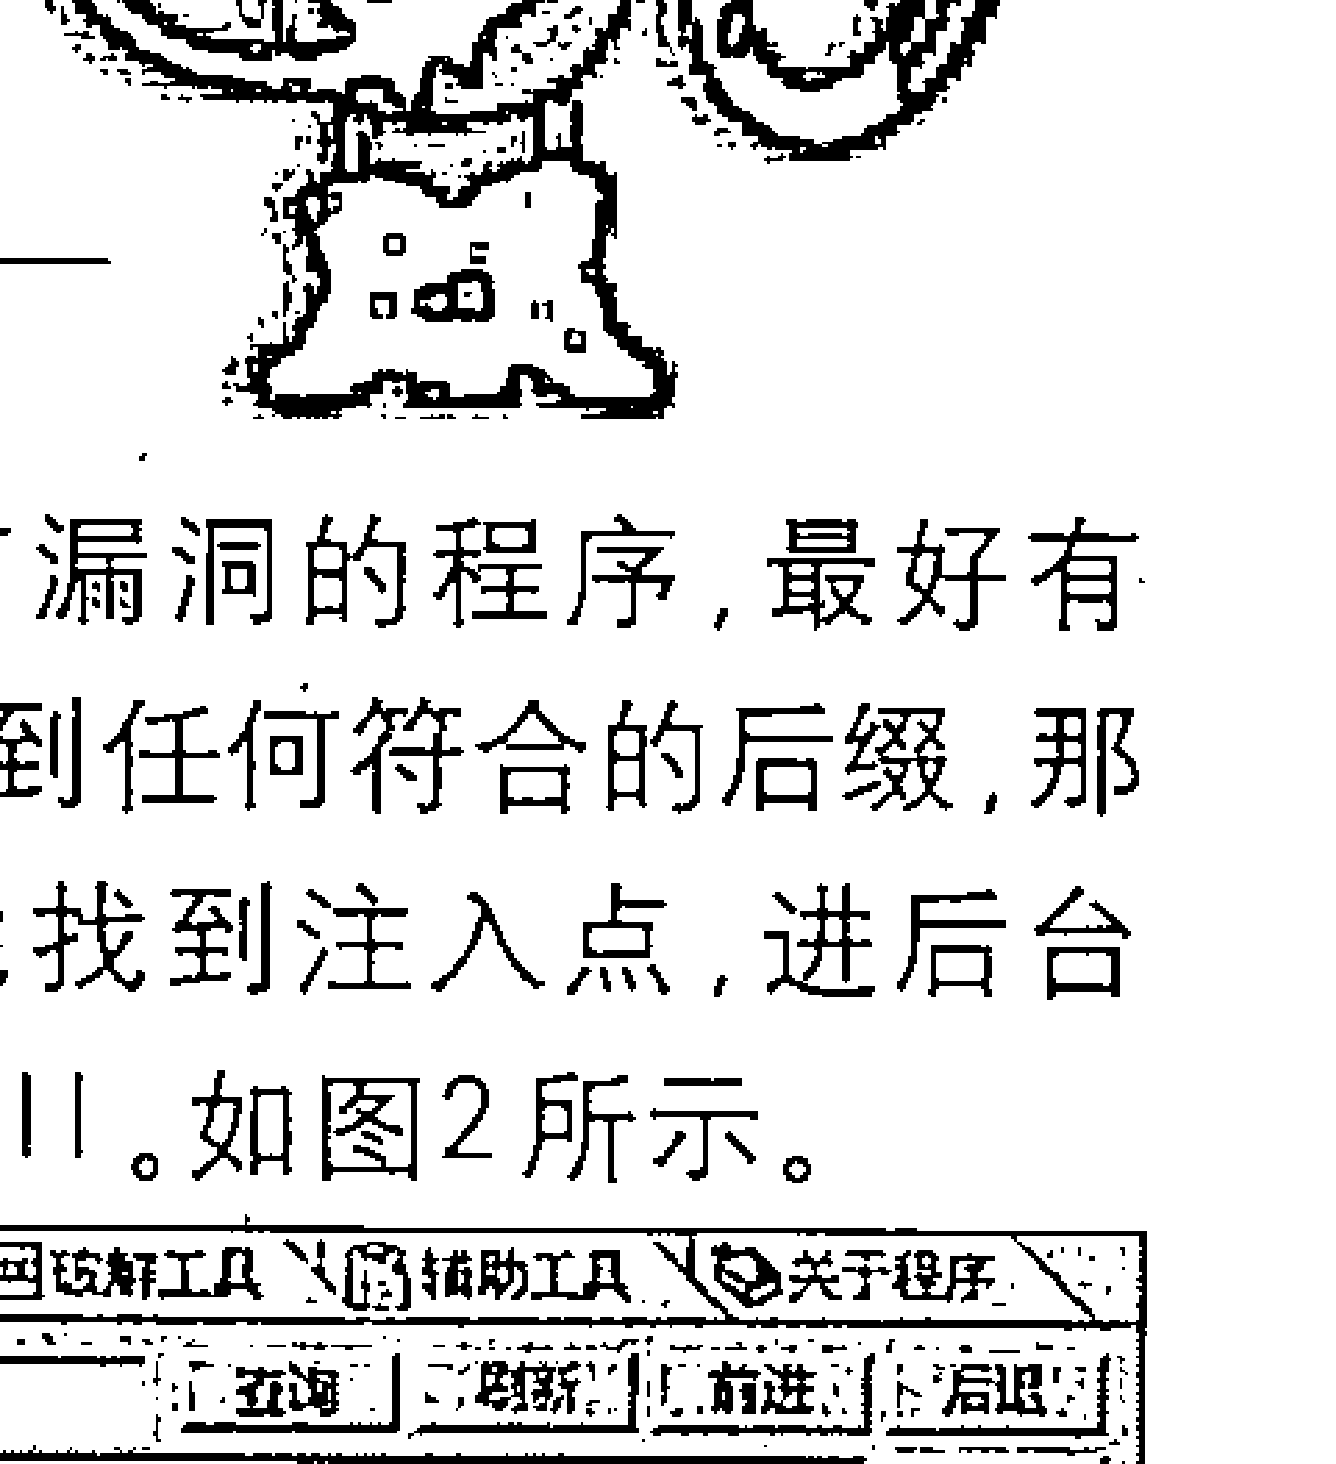 漏洞的程序，最好有
到任何符合的后缀，那
找到注入点，进后台
ll。如图2所示。
破解工具 辅助工具 关于程序
查询 刷新 前进 后退